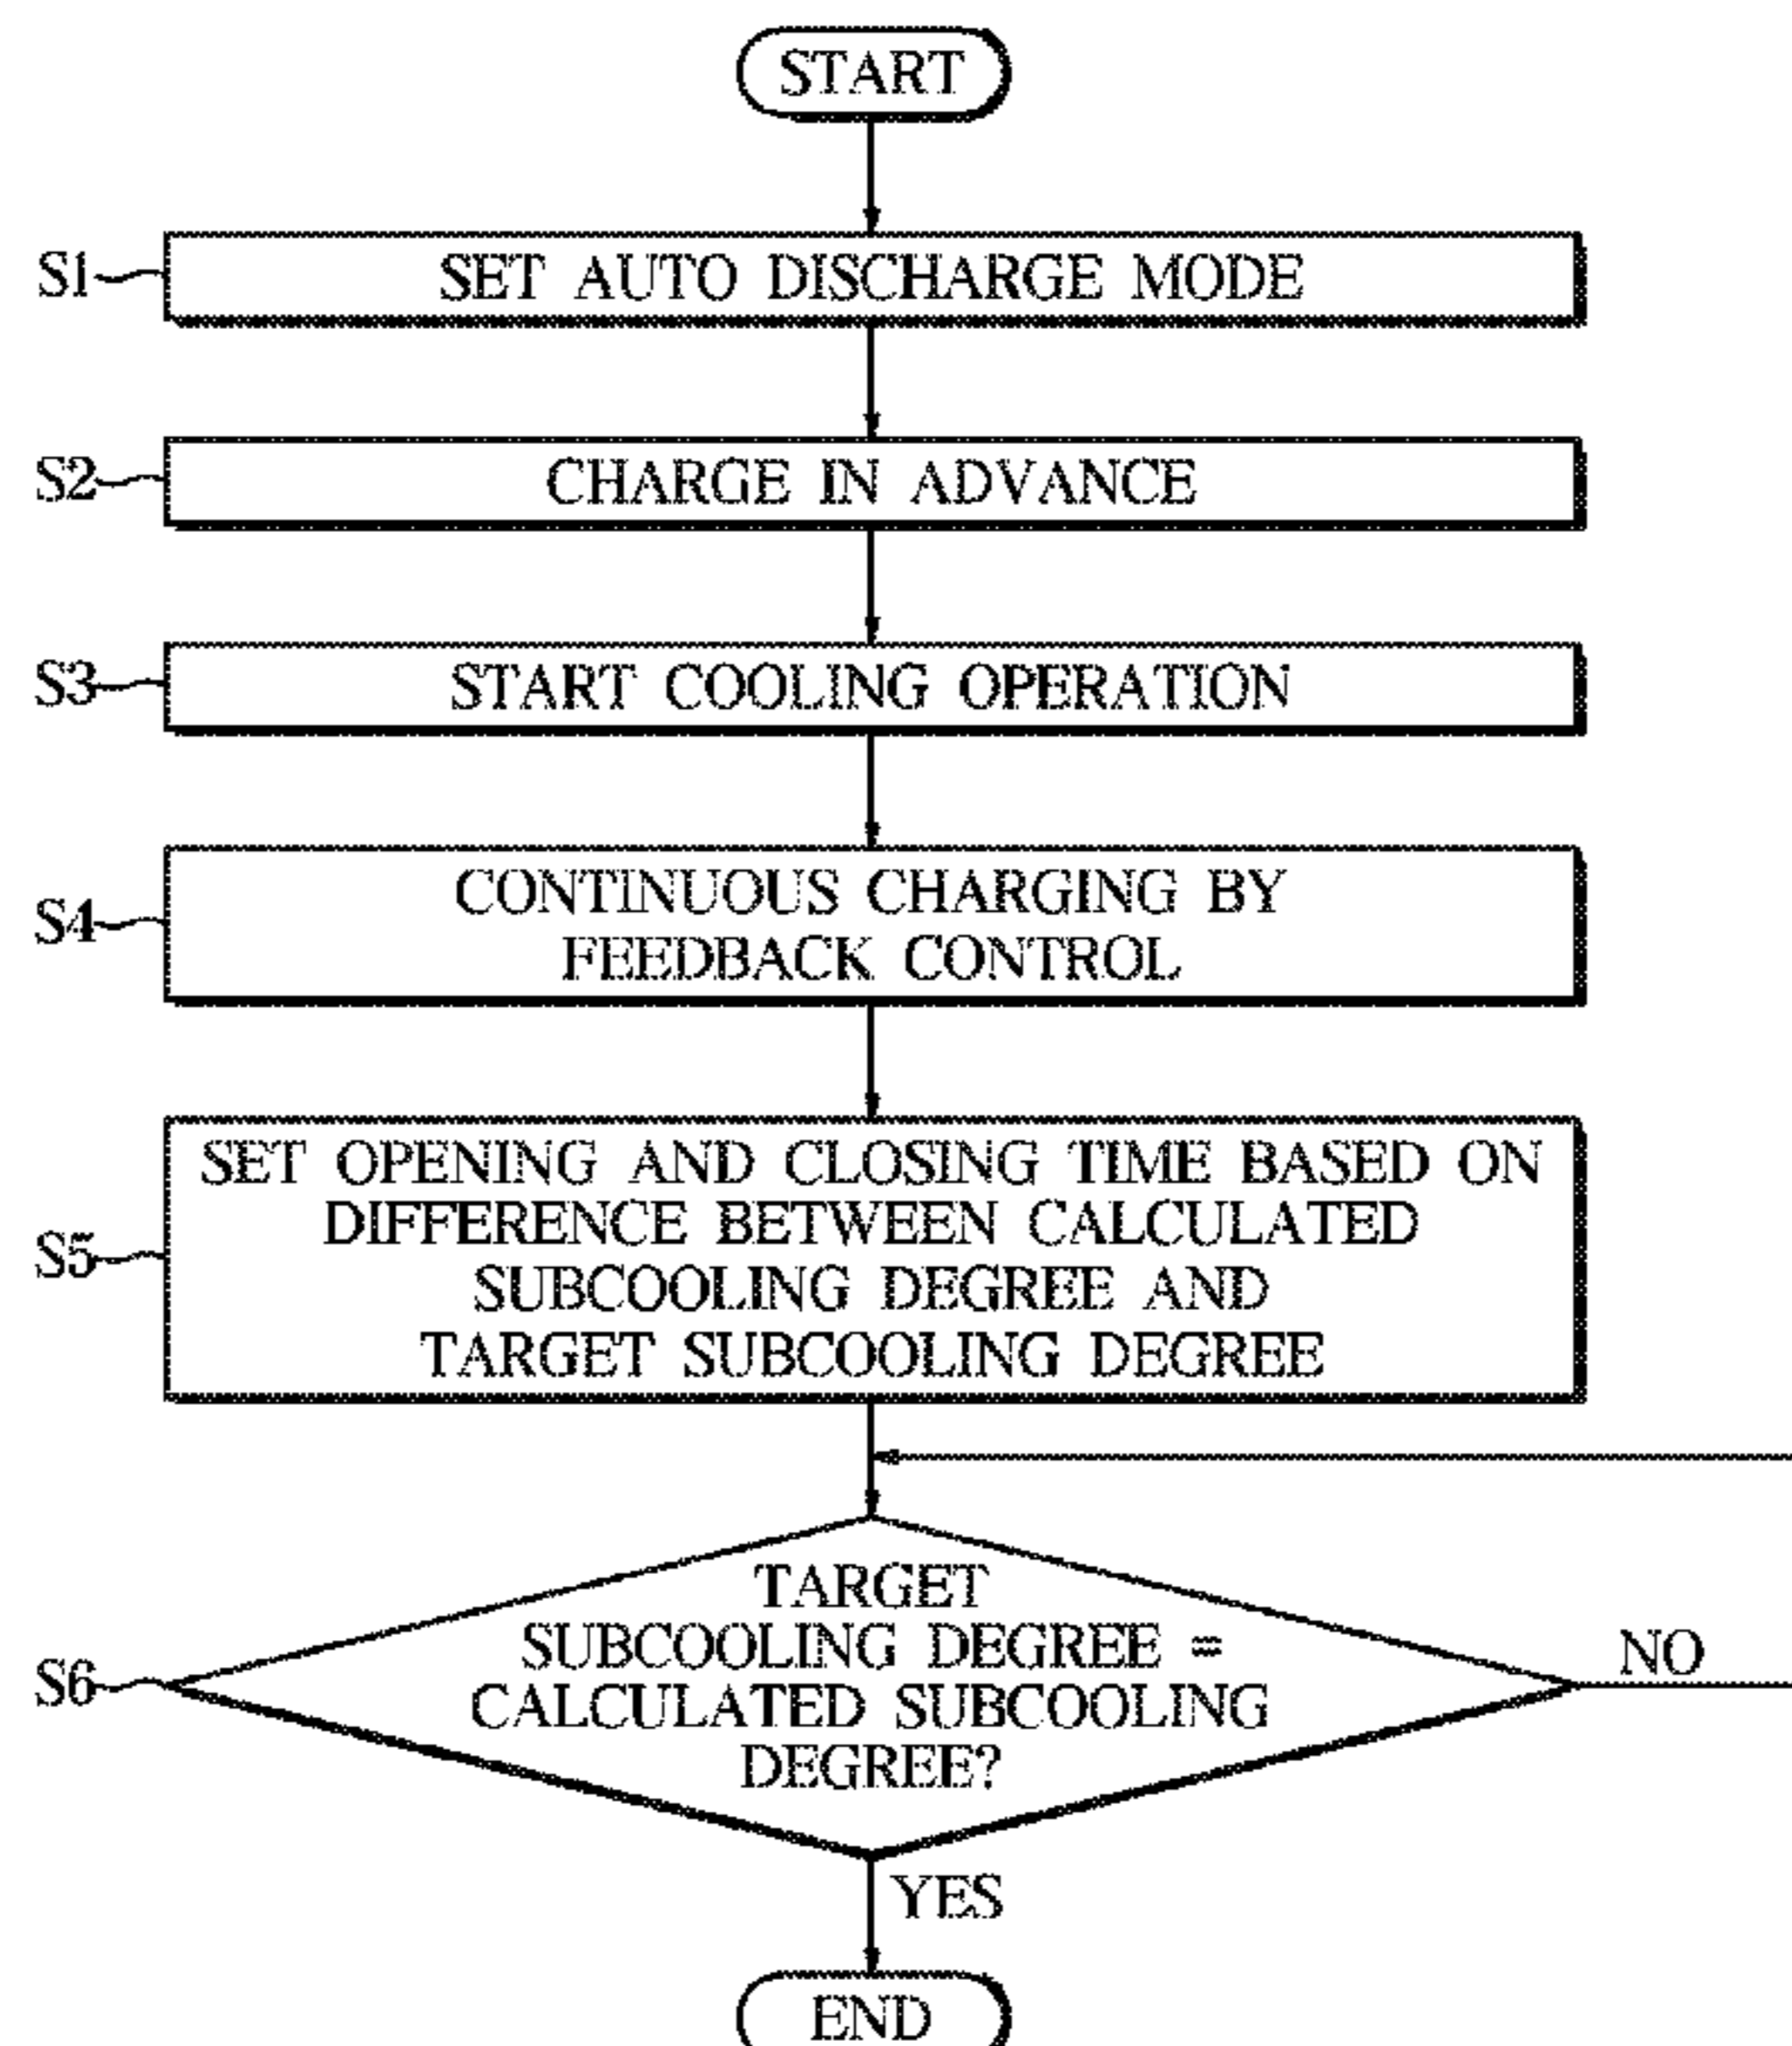 START
S1
SET AUTO DISCHARGE MODE
S2
CHARGE IN ADVANCE
S3
START COOLING OPERATION
S4
CONTINUOUS CHARGING BY
FEEDBACK CONTROL
S5
SET OPENING AND CLOSING TIME BASED ON
DIFFERENCE BETWEEN CALCULATED
SUBCOOLING DEGREE AND
TARGET SUBCOOLING DEGREE
S6
TARGET
SUBCOOLING DEGREE =
CALCULATED SUBCOOLING
DEGREE?
NO
YES
END